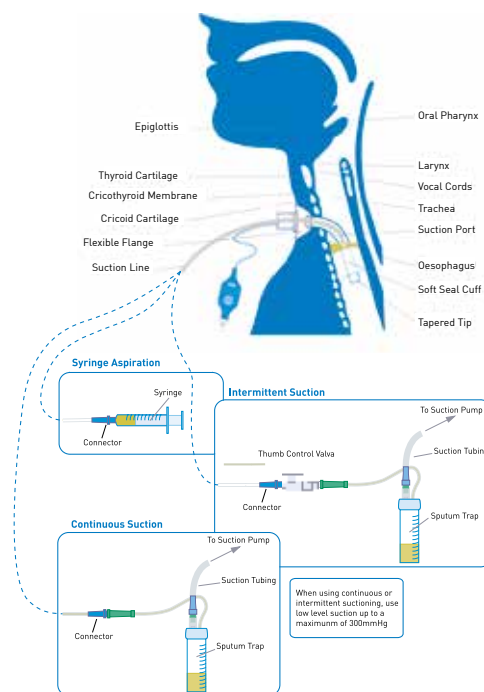 Epiglottis
Thyroid Cartilage
Cricothyroid Membrane
Cricoid Cartilage
Flexible Flange
Suction Line
Oral Pharynx
Larynx
Vocal Cords
Trachea
Suction Port
Oesophagus
Soft Seal Cuff
Tapered Tip
Syringe Aspiration
Syringe
Connector
Intermittent Suction
To Suction Pump
Suction Tubin
Thumb Control Valva
Connector
Sputum Trap
Continuous Suction
To Suction Pump
Suction Tubing
Connector
Sputum Trap
When using continuous or
intermittent suctioning, use
low level suction up to a
maximunm of 300mmHg